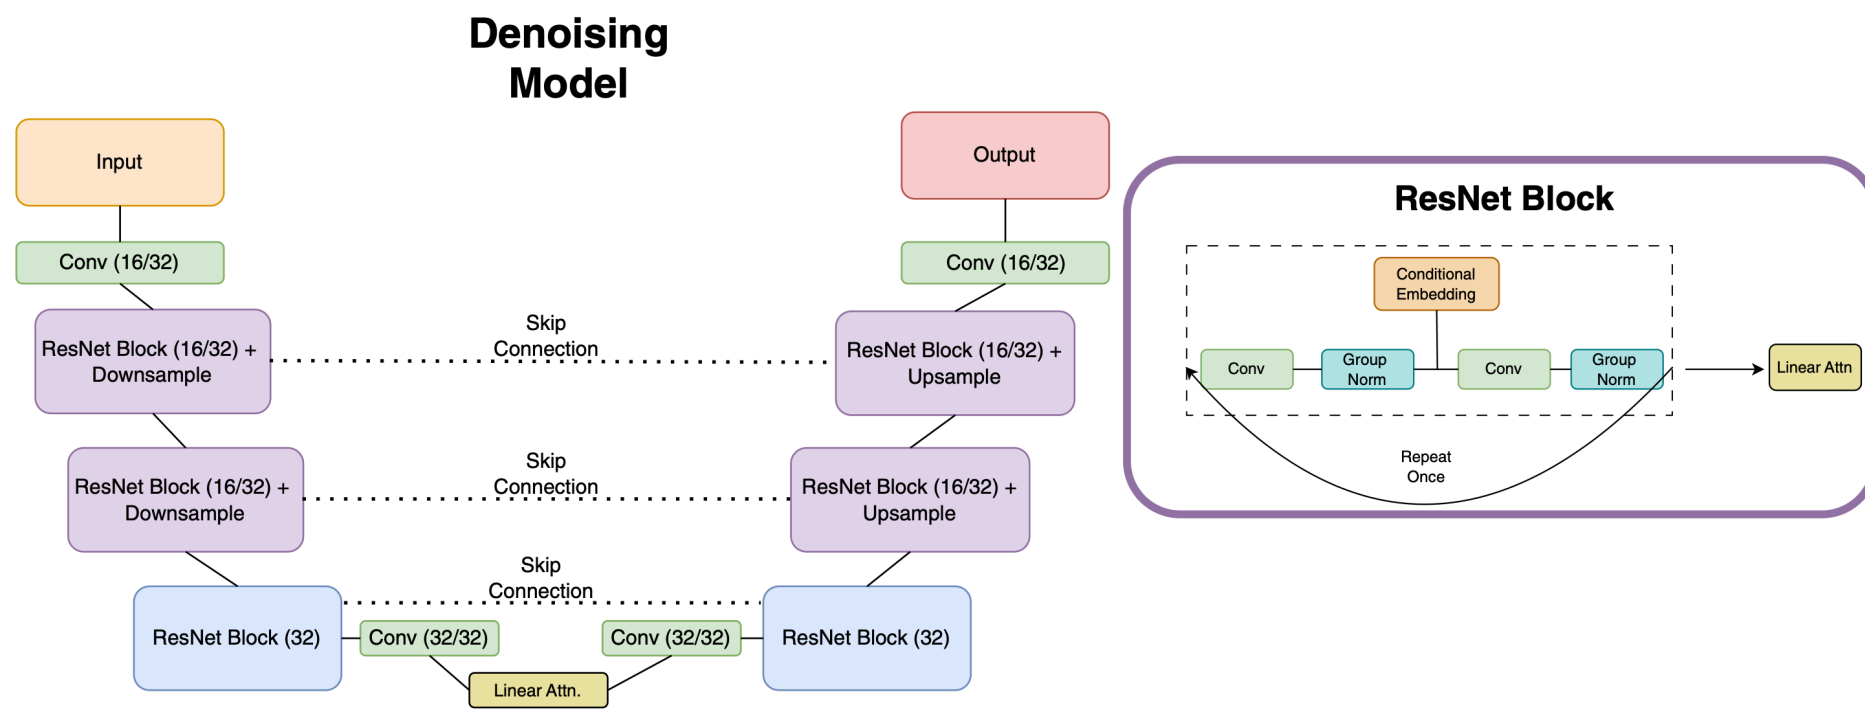 Denoising
Model
Input
Output
Conv (16/32)
Conv (16/32)
ResNet Block (16/32) +
Downsample
Skip
Connection
ResNet Block (16/32) +
Upsample
ResNet Block (16/32) +
Downsample
Skip
Connection
ResNet Block (16/32) +
Upsample
Skip
Connection
ResNet Block (32)
Conv (32/32)
Conv (32/32)
ResNet Block (32)
Linear Attn.
ResNet Block
Conditional
Embedding
Conv
Group
Norm
Conv
Group
Norm
Linear Attn
Repeat
Once